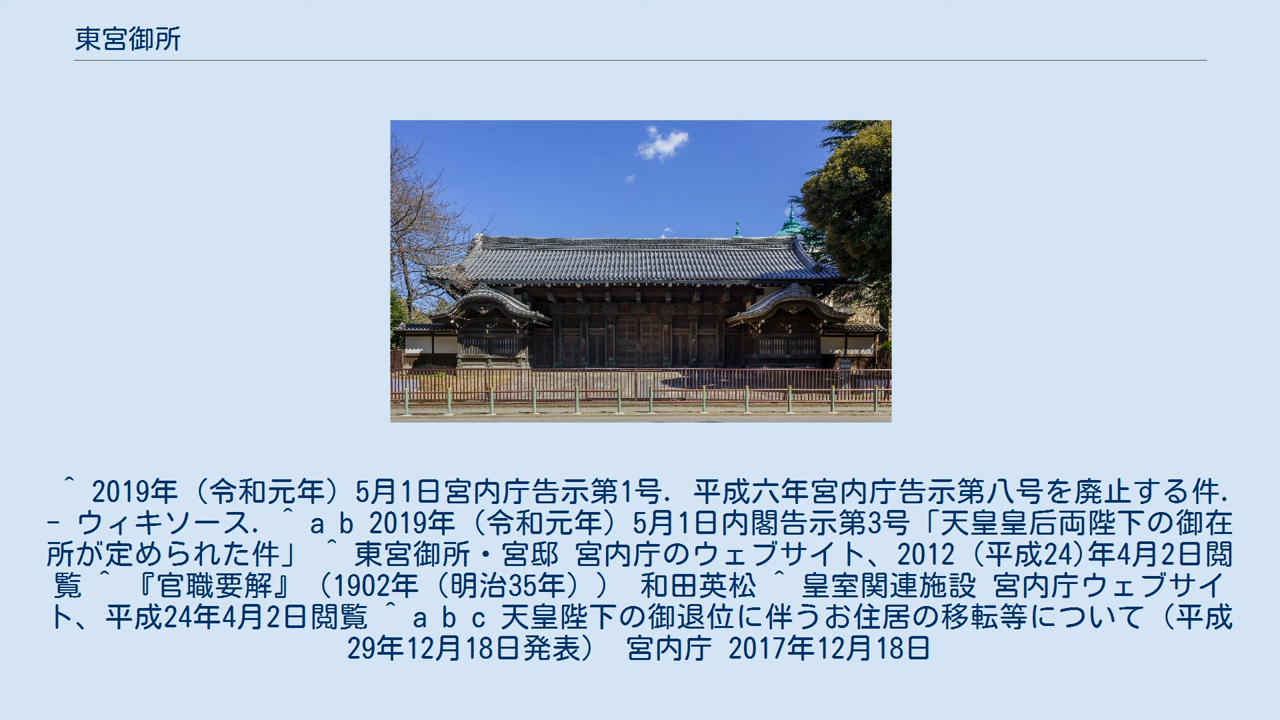 東宮御所
^ 2019年（令和元年）5月1日宮内庁告示第1号. 平成六年宮内庁告示第八号を廃止する件.
- ウィキソース. ^ a b 2019年（令和元年）5月1日内閣告示第3号「天皇皇后両陛下の御在
所が定められた件」 ^ 東宮御所・宮邸 宮内庁のウェブサイト、2012（平成24)年4月2日閲
覧 ^ 『官職要解』（1902年（明治35年）） 和田英松 ^ 皇室関連施設 宮内庁ウェブサイ
ト、平成24年4月2日閲覧 ^ a b c 天皇陛下の御退位に伴うお住居の移転等について（平成
29年12月18日発表） 宮内庁 2017年12月18日